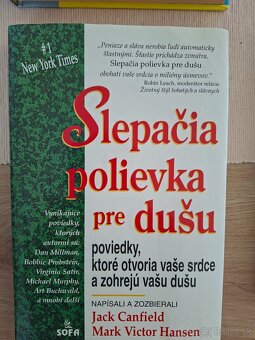 #1
New York Times
„Peniaze a sláva nerobia ľudí automaticky
šťastnými. Šťastie prichádza zvnútra.
Slepačia polievka pre dušu
obohatí vaše srdcia o milióny úsmevov."
Robin Leach, moderátor relácie
Životný štýl bohatých a slávnych
Slepačia
polievka
pre dušu
Vynikajúce
poviedky,
ktorých
autormi sú:
Dan Millman,
Bobbie Probstein,
Virginia Satir,
Michael Murphy,
Art Buchwald,
a mnohí ďalší
poviedky,
ktoré otvoria vaše srdce
a zohrejú vašu dušu
NAPÍSALI A ZOZBIERALI
Jack Canfield
Mark Victor Hansen
SOFA